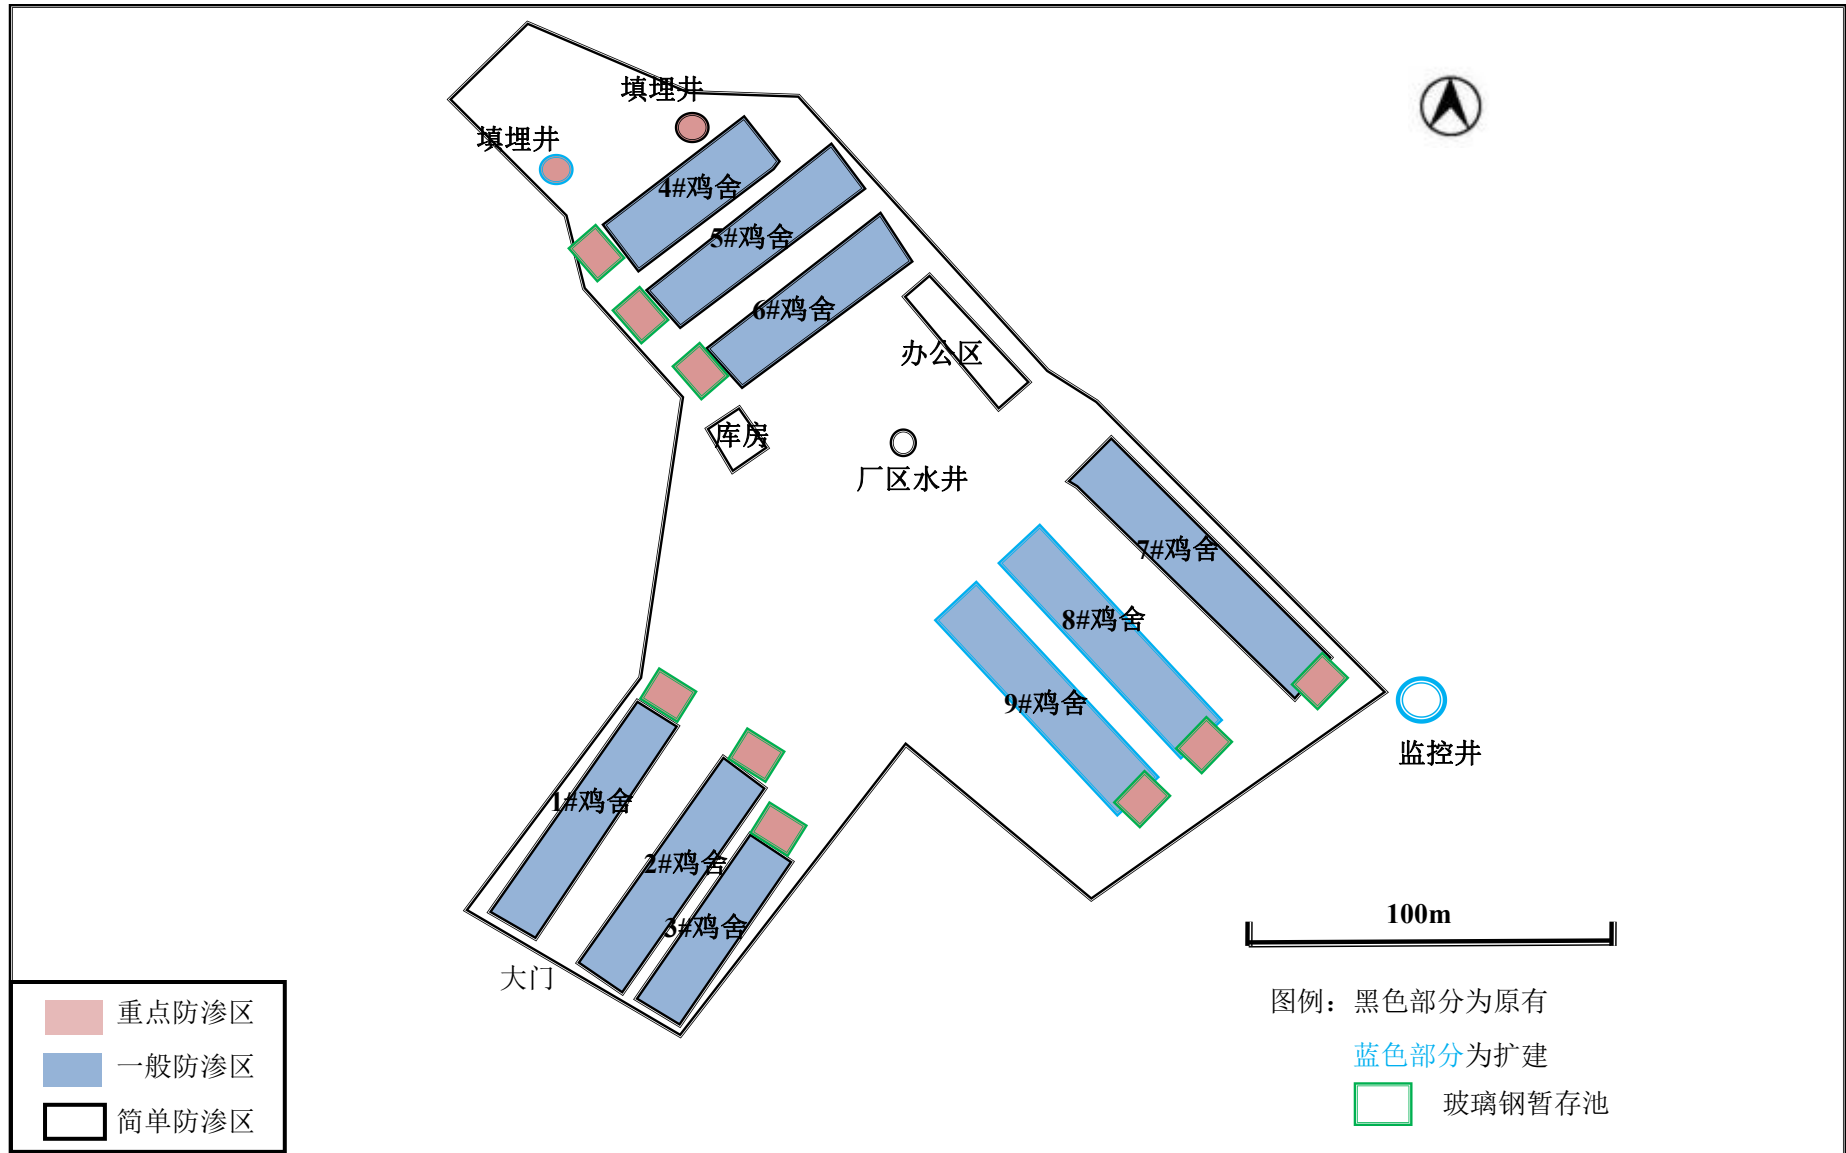 填埋井
填埋井
4#鸡舍
5#鸡舍
6#鸡舍
办公区
库房
厂区水井
7#鸡舍
8#鸡舍
9#鸡舍
监控井
1#鸡舍
2#鸡舍
3#鸡舍
大门
100m
重点防渗区
一般防渗区
简单防渗区
图例：黑色部分为原有
蓝色部分为扩建
玻璃钢暂存池